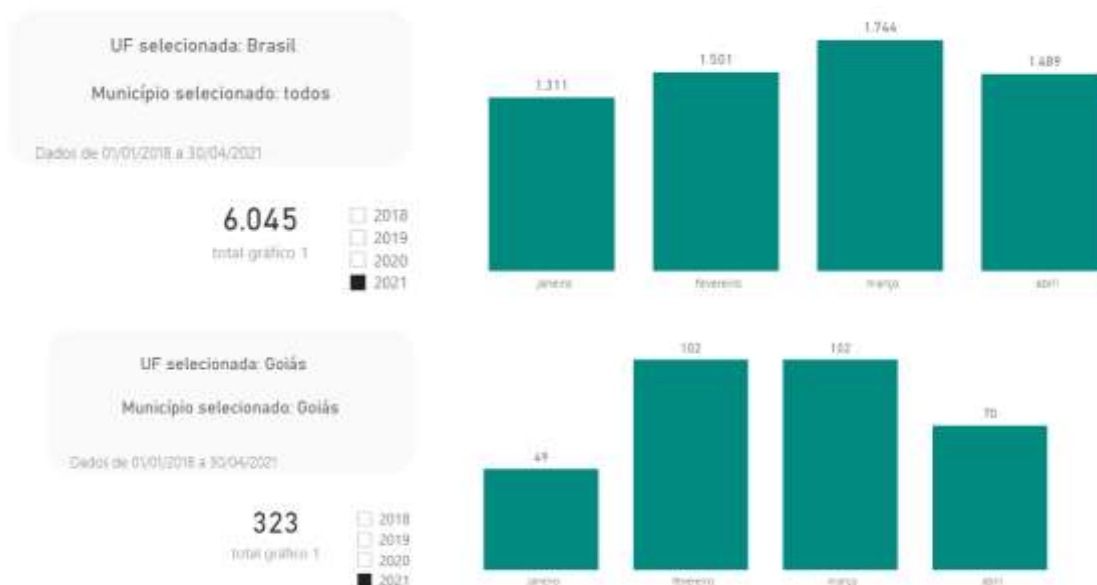 UF selecionada: Brasil
Município selecionado: todos
Dados de 01/01/2018 a 30/04/2021
6.045
total gráfico 1
2018
2019
2020
2021
1.311
1.501
1.744
1.489
janeiro
fevereiro
março
abril
UF selecionada: Goiás
Município selecionado: Goiás
Dados de 01/01/2018 a 30/04/2021
323
total gráfico 1
2018
2019
2020
2021
49
102
102
70
janeiro
fevereiro
março
abril